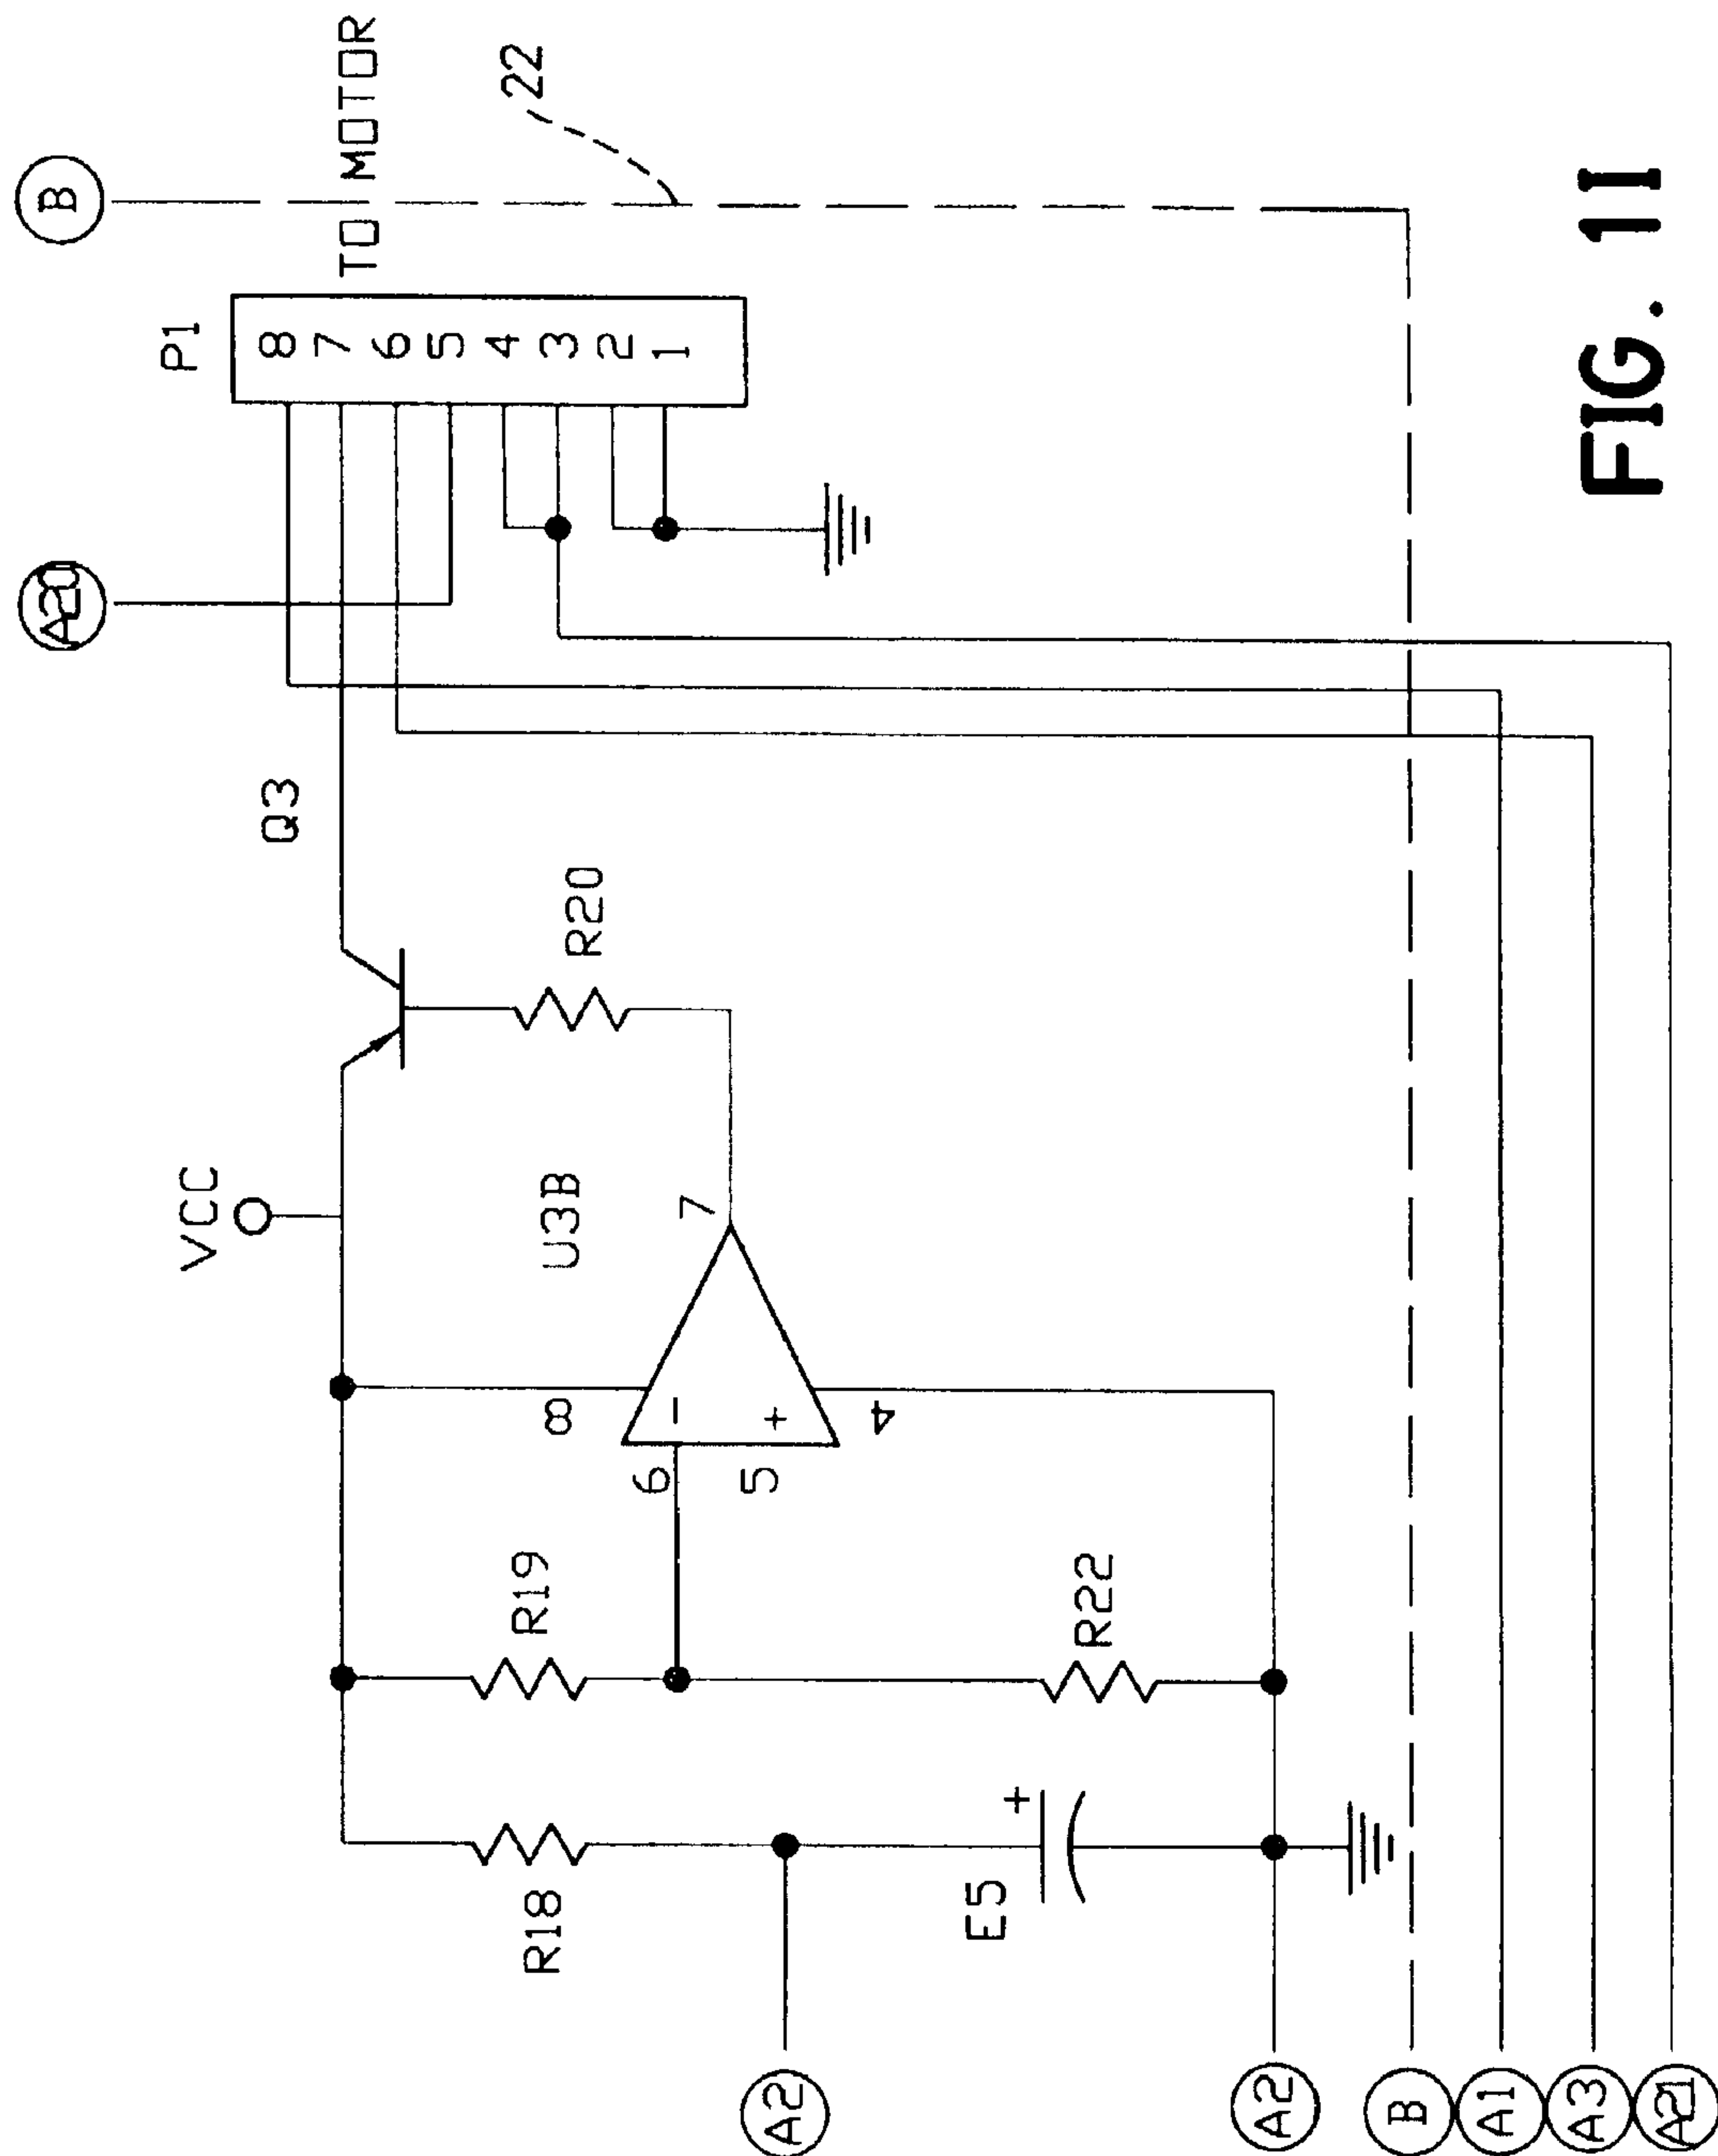 A20
B
VCC
P1
Q3
8
7
6
5
4
3
2
1
TO MOTOR
22
R18
R19
U3B
R20
8
6
-
7
5
+
4
A2
E5
+
R22
A2
B
A1
A3
A21
FIG. 1I